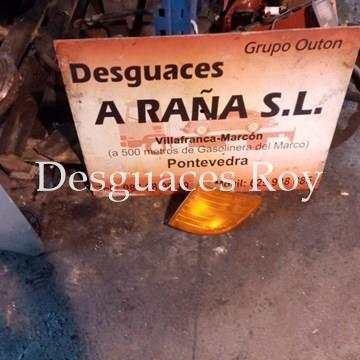 Grupo Outon
Desguaces
A RAÑA S.L.
Villafranca-Marcón
(a 500 metros de Gasolinera del Marco)
Pontevedra
Desguaces Roy